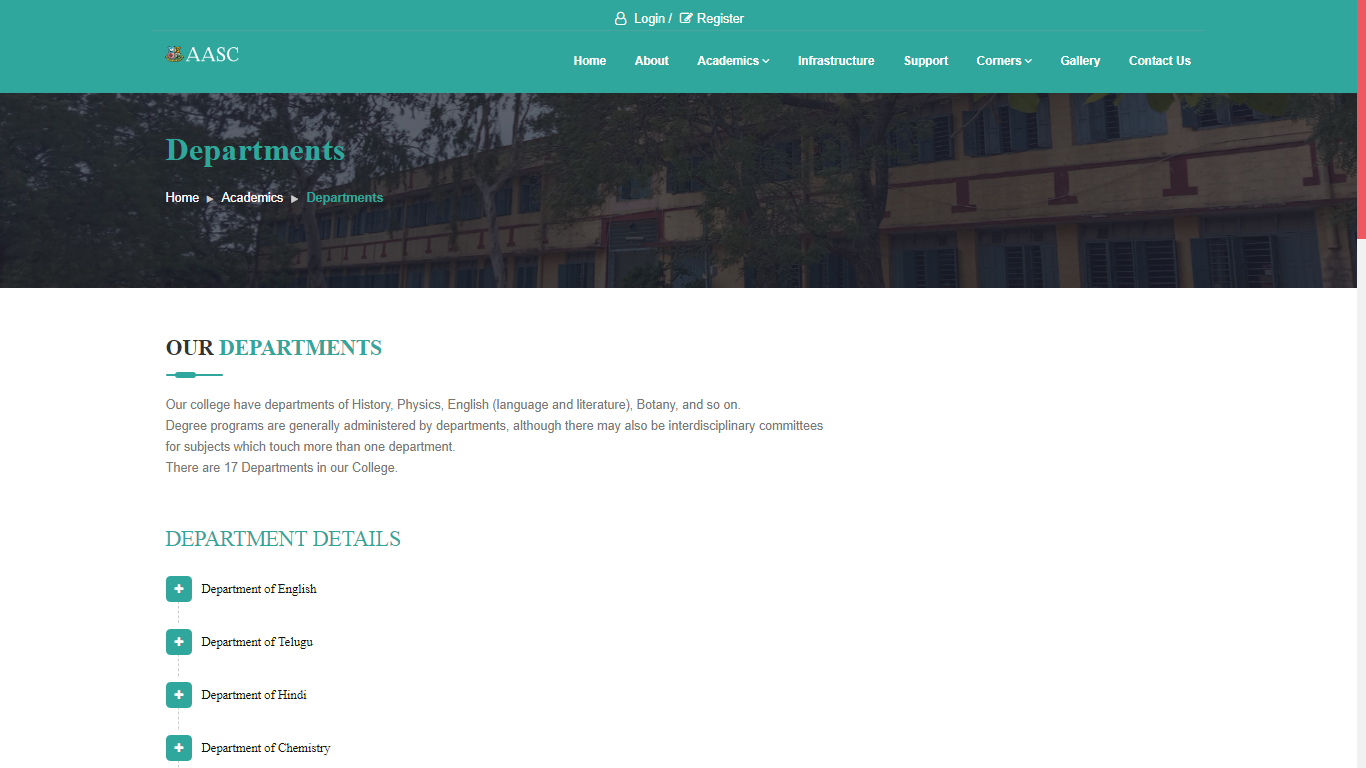 Login / Register
AASC
Home About Academics Infrastructure Support Corners Gallery Contact Us
Departments
Home Academics Departments
OUR DEPARTMENTS
Our college have departments of History, Physics, English (language and literature), Botany, and so on.
Degree programs are generally administered by departments, although there may also be interdisciplinary committees
for subjects which touch more than one department.
There are 17 Departments in our College.
DEPARTMENT DETAILS
Department of English
Department of Telugu
Department of Hindi
Department of Chemistry